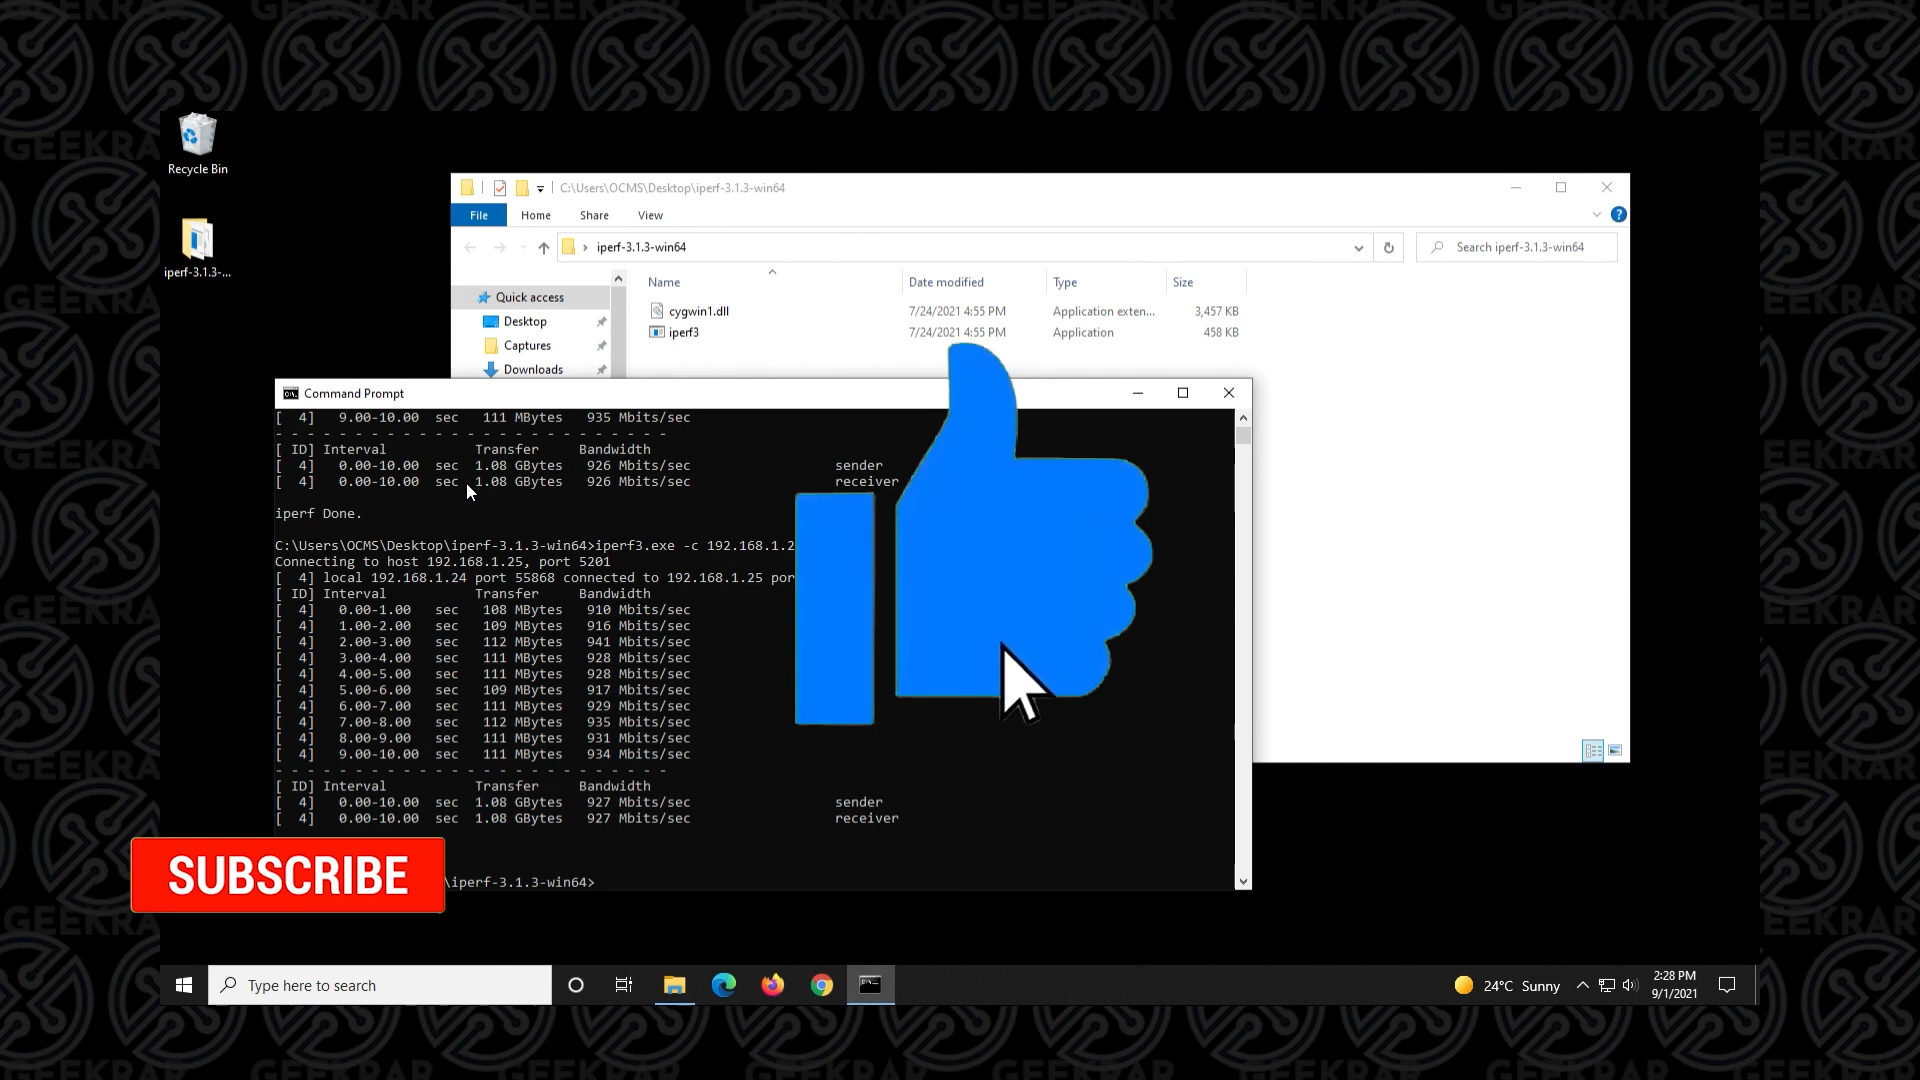 GEEKRAR
Recycle Bin
iperf-3.1.3-...
C:\Users\OCMS\Desktop\iperf-3.1.3-win64
File Home Share View
iperf-3.1.3-win64
Search iperf-3.1.3-win64
Name Date modified Type Size
Quick access
Desktop
Captures
Downloads
cygwin1.dll 7/24/2021 4:55 PM Application exten... 3,457 KB
iperf3 7/24/2021 4:55 PM Application 458 KB
Command Prompt
[ 4] 9.00-10.00 sec 111 MBytes 935 Mbits/sec
- - - - - - - - - - - - - - - - - - - - - - - - -
[ ID] Interval Transfer Bandwidth
[ 4] 0.00-10.00 sec 1.08 GBytes 926 Mbits/sec sender
[ 4] 0.00-10.00 sec 1.08 GBytes 926 Mbits/sec receiver
iperf Done.
C:\Users\OCMS\Desktop\iperf-3.1.3-win64>iperf3.exe -c 192.168.1.2
Connecting to host 192.168.1.25, port 5201
[ 4] local 192.168.1.24 port 55868 connected to 192.168.1.25 por
[ ID] Interval Transfer Bandwidth
[ 4] 0.00-1.00 sec 108 MBytes 910 Mbits/sec
[ 4] 1.00-2.00 sec 109 MBytes 916 Mbits/sec
[ 4] 2.00-3.00 sec 112 MBytes 941 Mbits/sec
[ 4] 3.00-4.00 sec 111 MBytes 928 Mbits/sec
[ 4] 4.00-5.00 sec 111 MBytes 928 Mbits/sec
[ 4] 5.00-6.00 sec 109 MBytes 917 Mbits/sec
[ 4] 6.00-7.00 sec 111 MBytes 929 Mbits/sec
[ 4] 7.00-8.00 sec 112 MBytes 935 Mbits/sec
[ 4] 8.00-9.00 sec 111 MBytes 931 Mbits/sec
[ 4] 9.00-10.00 sec 111 MBytes 934 Mbits/sec
- - - - - - - - - - - - - - - - - - - - - - - - -
[ ID] Interval Transfer Bandwidth
[ 4] 0.00-10.00 sec 1.08 GBytes 927 Mbits/sec sender
[ 4] 0.00-10.00 sec 1.08 GBytes 927 Mbits/sec receiver
\iperf-3.1.3-win64>
SUBSCRIBE
Type here to search
24°C Sunny
2:28 PM
9/1/2021